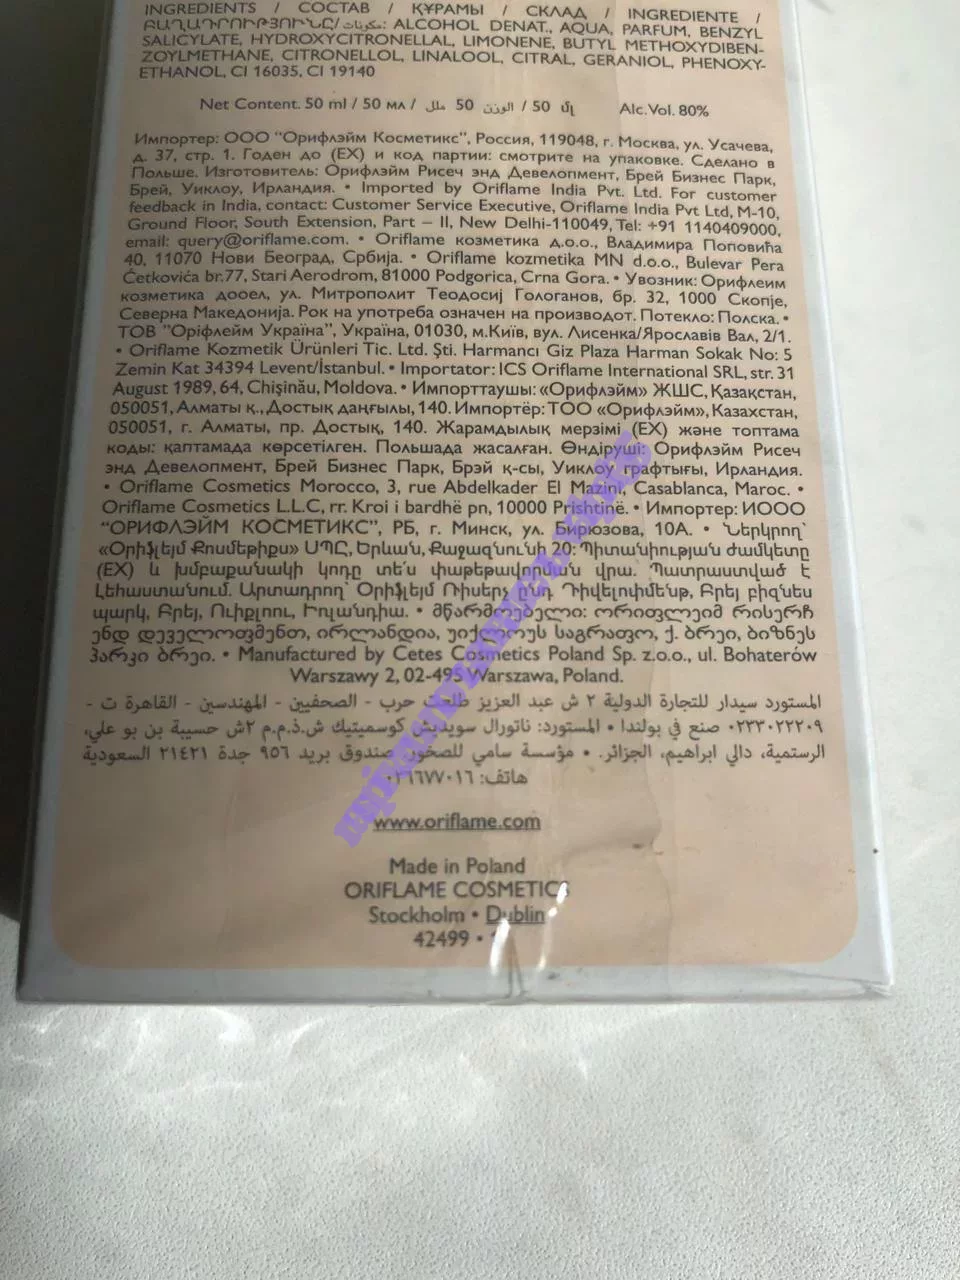 INGREDIENTS / СОСТАВ / ҚҰРАМЫ / СКЛАД / INGREDIENTE /
ԲԱՂԱԴՐՈՒԹՅՈՒՆԸ/مكونات: ALCOHOL DENAT., AQUA, PARFUM, BENZYL
SALICYLATE, HYDROXYCITRONELLAL, LIMONENE, BUTYL METHOXYDIBEN-
ZOYLMETHANE, CITRONELLOL, LINALOOL, CITRAL, GERANIOL, PHENOXY-
ETHANOL, CI 16035, CI 19140
Net Content. 50 ml / 50 мл / الوزن 50 ملل / 50 մլ Alc.Vol. 80%
Импортер: ООО "Орифлэйм Косметикс", Россия, 119048, г. Москва, ул. Усачева,
д. 37, стр. 1. Годен до (EX) и код партии: смотрите на упаковке. Сделано в
Польше. Изготовитель: Орифлэйм Рисеч энд Девелопмент, Брей Бизнес Парк,
Брей, Уиклоу, Ирландия. • Imported by Oriflame India Pvt. Ltd. For customer
feedback in India, contact: Customer Service Executive, Oriflame India Pvt Ltd, M-10,
Ground Floor, South Extension, Part – II, New Delhi-110049, Tel: +91 1140409000,
email: query@oriflame.com. • Oriflame козметика д.о.о., Владимира Поповића
40, 11070 Нови Београд, Србија. • Oriflame kozmetika MN d.o.o., Bulevar Pera
Ćetkovića br.77, Stari Aerodrom, 81000 Podgorica, Crna Gora. • Увозник: Орифлеим
козметика дооел, ул. Митрополит Теодосиј Гологанов, бр. 32, 1000 Скопје,
Северна Македонија. Рок на употреба означен на производот. Потекло: Полска. •
ТОВ "Оріфлейм Україна", Україна, 01030, м.Київ, вул. Лисенка/Ярославів Вал, 2/1.
• Oriflame Kozmetik Ürünleri Tic. Ltd. Şti. Harmancı Giz Plaza Harman Sokak No: 5
Zemin Kat 34394 Levent/İstanbul. • Importator: ICS Oriflame International SRL, str. 31
August 1989, 64, Chișinău, Moldova. • Импорттаушы: «Орифлэйм» ЖШС, Қазақстан,
050051, Алматы қ., Достық даңғылы, 140. Импортёр: ТОО «Орифлэйм», Казахстан,
050051, г. Алматы, пр. Достық, 140. Жарамдылық мерзімі (EX) және топтама
коды: қаптамада көрсетілген. Польшада жасалған. Өндіруші: Орифлэйм Рисеч
энд Девелопмент, Брей Бизнес Парк, Брэй қ-сы, Уиклоу графтығы, Ирландия.
• Oriflame Cosmetics Morocco, 3, rue Abdelkader El Mazini, Casablanca, Maroc. •
Oriflame Cosmetics L.L.C, rr. Kroi i bardhë pn, 10000 Prishtinë. • Импортер: ИООО
"ОРИФЛЭЙМ КОСМЕТИКС", РБ, г. Минск, ул. Бирюзова, 10А. • Ներկրող՝
«Օրիֆլեյմ Քոսմեթիքս» ՍՊԸ, Երևան, Քաջազնունի 20: Պիտանիության ժամկետը
(EX) և խմբաքանակի կոդը տե՛ս փաթեթավորման վրա. Պատրաստված է
Լեհաստանում. Արտադրող՝ Օրիֆլեյմ Ռիսերչ ընդ Դիվելոփմենթ, Բրեյ բիզնես
պարկ, Բրեյ, Ուիքլոու, Իռլանդիա. • მწარმოებელი: ორიფლეიმ რისერჩ
ენდ დეველოფმენთ, ირლანდია, უიქლოუს საგრაფო, ქ. ბრეი, ბიზნეს
პარკი ბრეი. • Manufactured by Cetes Cosmetics Poland Sp. z.o.o., ul. Bohaterów
Warszawy 2, 02-495 Warszawa, Poland.
المستورد سيدار للتجارة الدولية ٢ ش عبد العزيز طلعت حرب - الصحفيين - المهندسين - القاهرة ت -
٠٢٣٣٠٢٢٢٠٩ صنع في بولندا • المستورد: ناتورال سويديش كوسميتيك ش.ذ.م.م ٢ش حسيبة بن بو علي،
الرستمية، دالي ابراهيم، الجزائر. • مؤسسة سامي للصخور صندوق بريد ٩٥٦ جدة ٢١٤٢١ السعودية
هاتف: ٠٢٦٦٧٧٠١٦
www.oriflame.com
Made in Poland
ORIFLAME COSMETICS
Stockholm • Dublin
42499 •